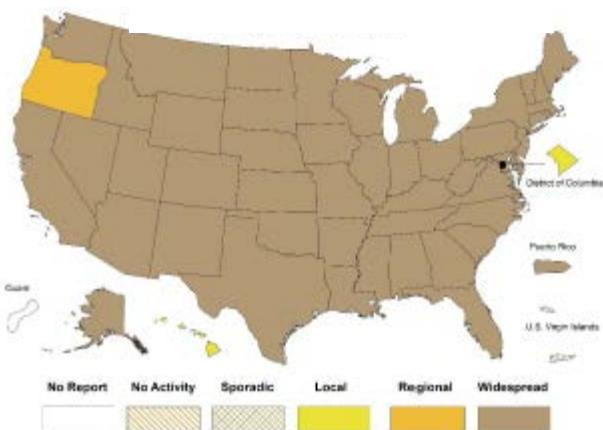 District of Columbia
Puerto Rico
Guam
U.S. Virgin Islands
No Report No Activity Sporadic Local Regional Widespread